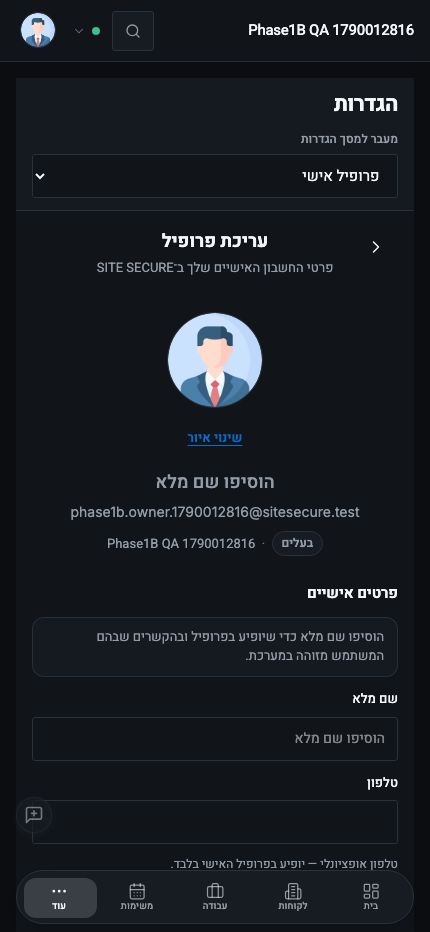 Phase1B QA 1790012816
הגדרות
מעבר למסך הגדרות
פרופיל אישי
עריכת פרופיל
פרטי החשבון האישיים שלך ב־SITE SECURE
שינוי איור
הוסיפו שם מלא
phase1b.owner.1790012816@sitesecure.test
בעלים · Phase1B QA 1790012816
פרטים אישיים
הוסיפו שם מלא כדי שיופיע בפרופיל ובהקשרים שבהם
המשתמש מזוהה במערכת.
שם מלא
הוסיפו שם מלא
טלפון
טלפון אופציונלי — יופיע בפרופיל האישי בלבד.
בית
לקוחות
עבודה
משימות
עוד